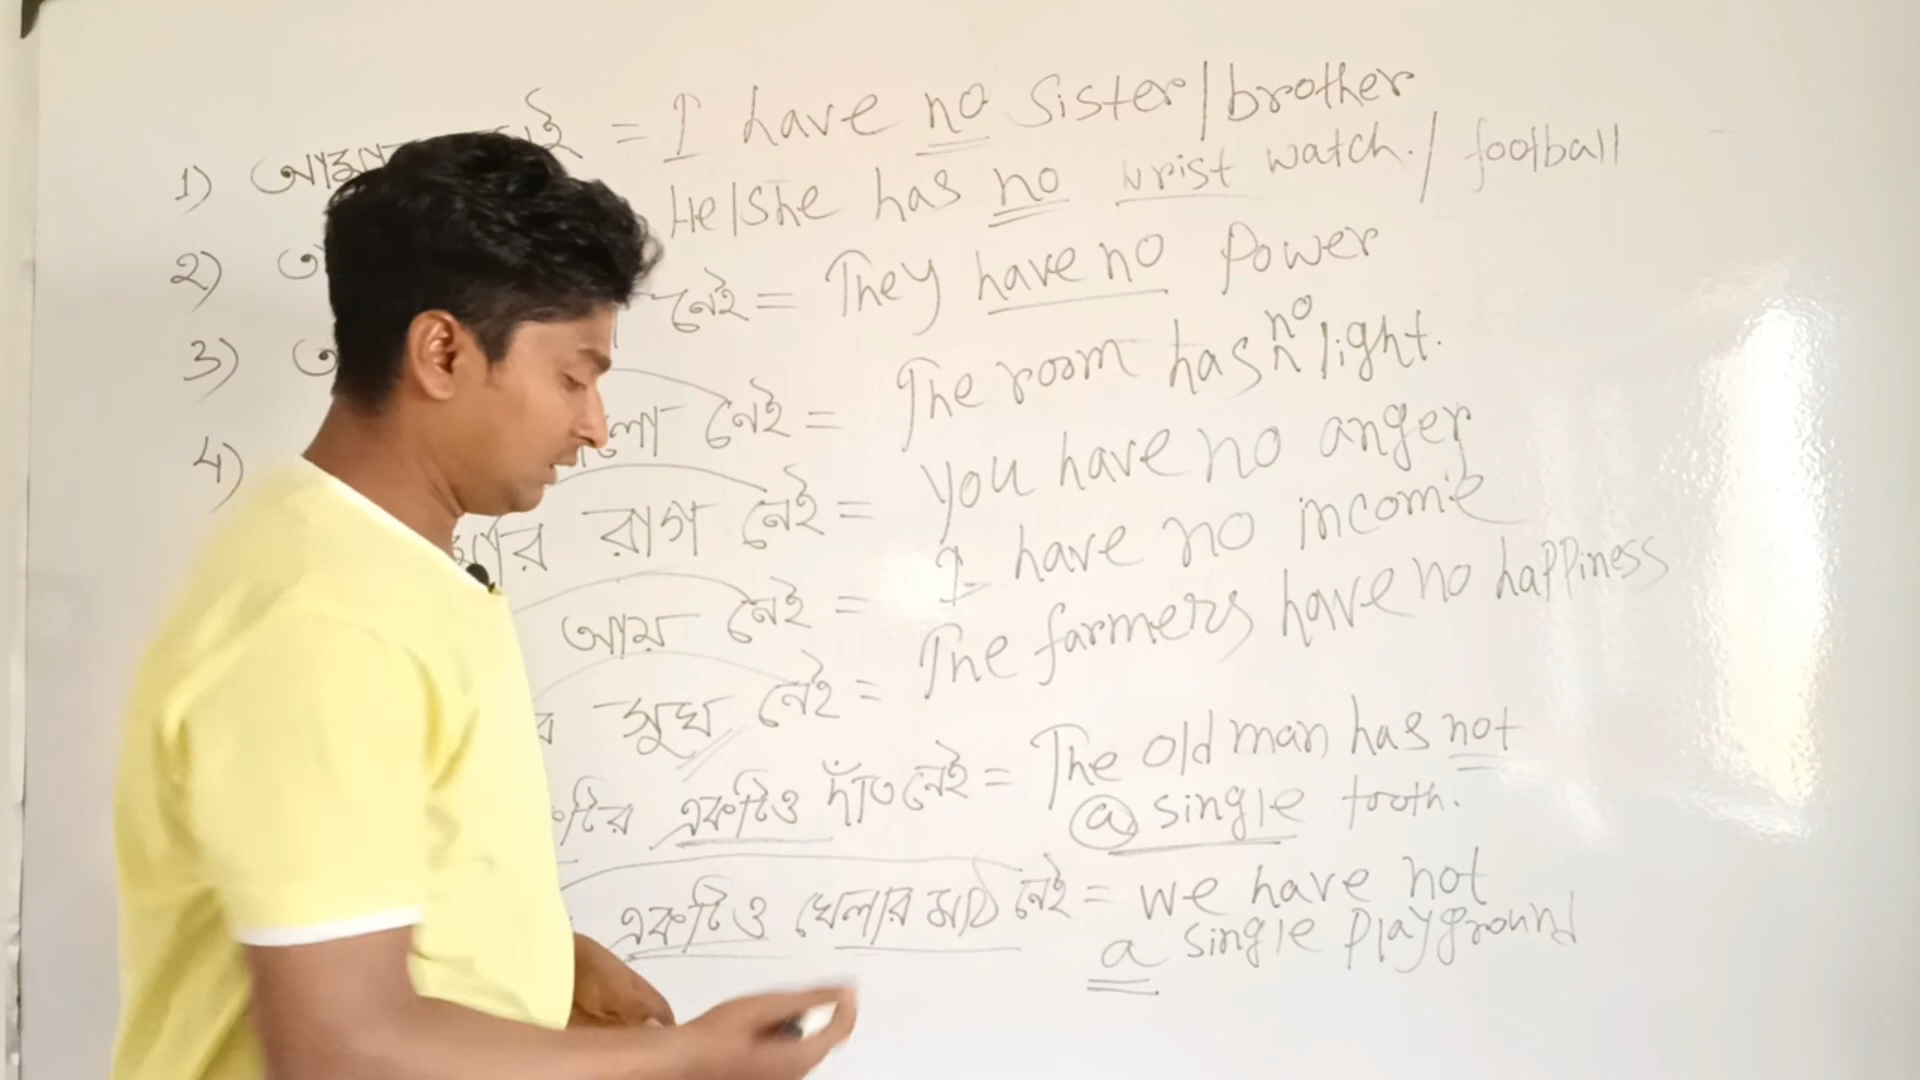 1) = I have no Sister/brother
2) He/She has no wrist watch./ football
3) নেই = They have no Power
4) নেই = The room has no light.
রাগ নেই = you have no anger
আয় নেই = I have no income
র সুখ নেই = The farmers have no happiness
টির একটিও দাঁত নেই = The old man has not
a single tooth.
একটিও খেলার মাঠ নেই = we have not
a single Playground